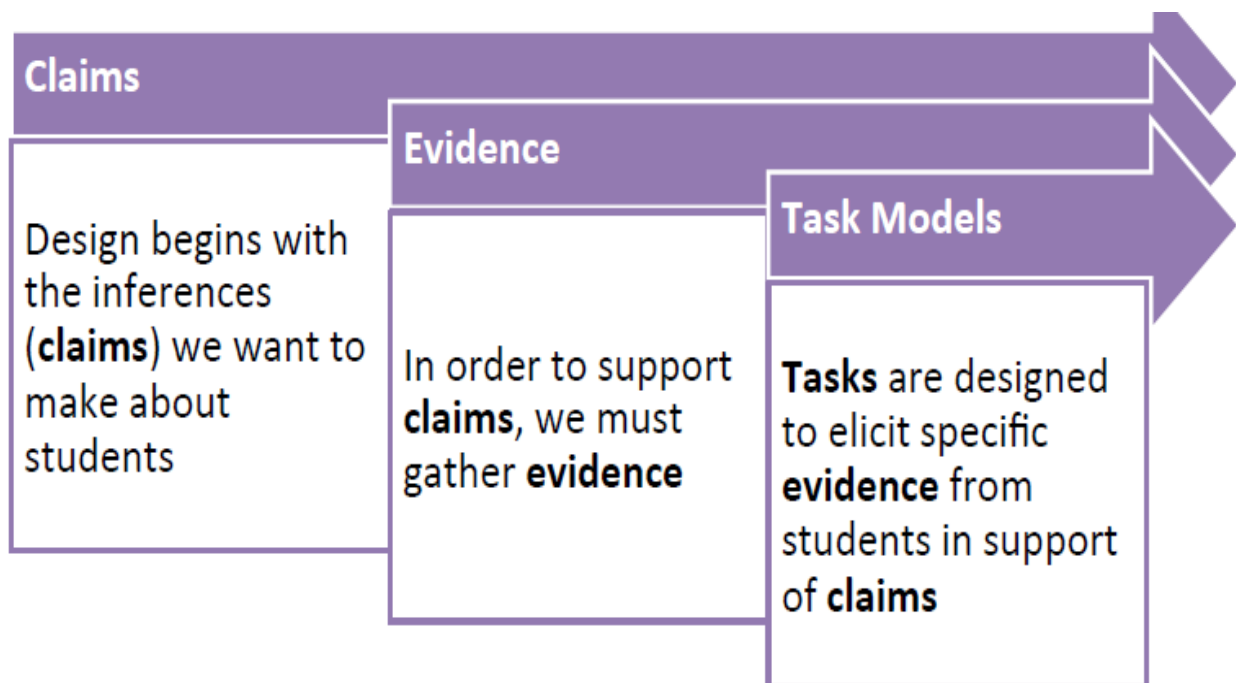 Claims
Design begins with
the inferences
(claims) we want to
make about
students
Evidence
In order to support
claims, we must
gather evidence
Task Models
Tasks are designed
to elicit specific
evidence from
students in support
of claims